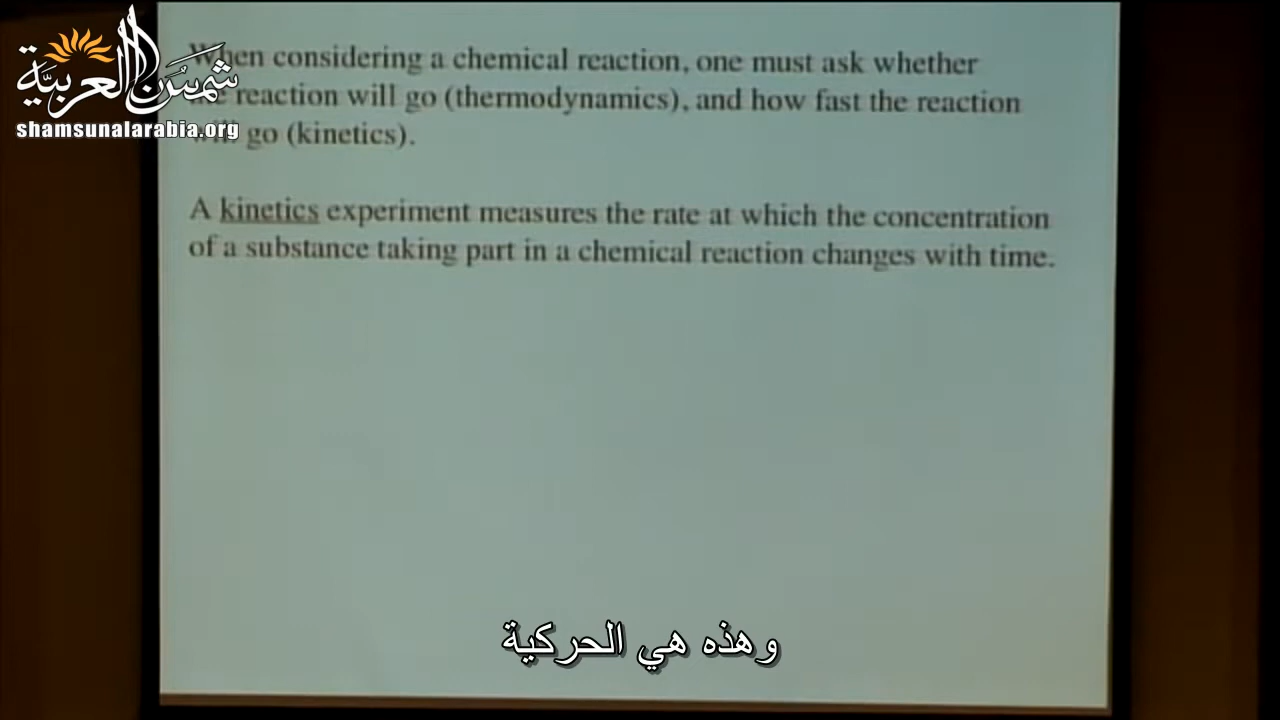 شمس العربية
shamsunalarabia.org
When considering a chemical reaction, one must ask whether
the reaction will go (thermodynamics), and how fast the reaction
will go (kinetics).
A kinetics experiment measures the rate at which the concentration
of a substance taking part in a chemical reaction changes with time.
وهذه هي الحركية